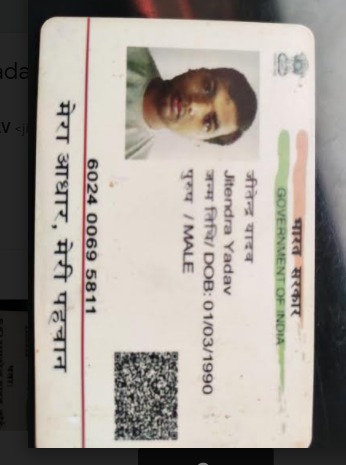 भारत सरकार
GOVERNMENT OF INDIA
जीतेन्द्र यादव
Jitendra Yadav
जन्म तिथि/ DOB: 01/03/1990
पुरुष / MALE
6024 0069 5811
मेरा आधार, मेरी पहचान